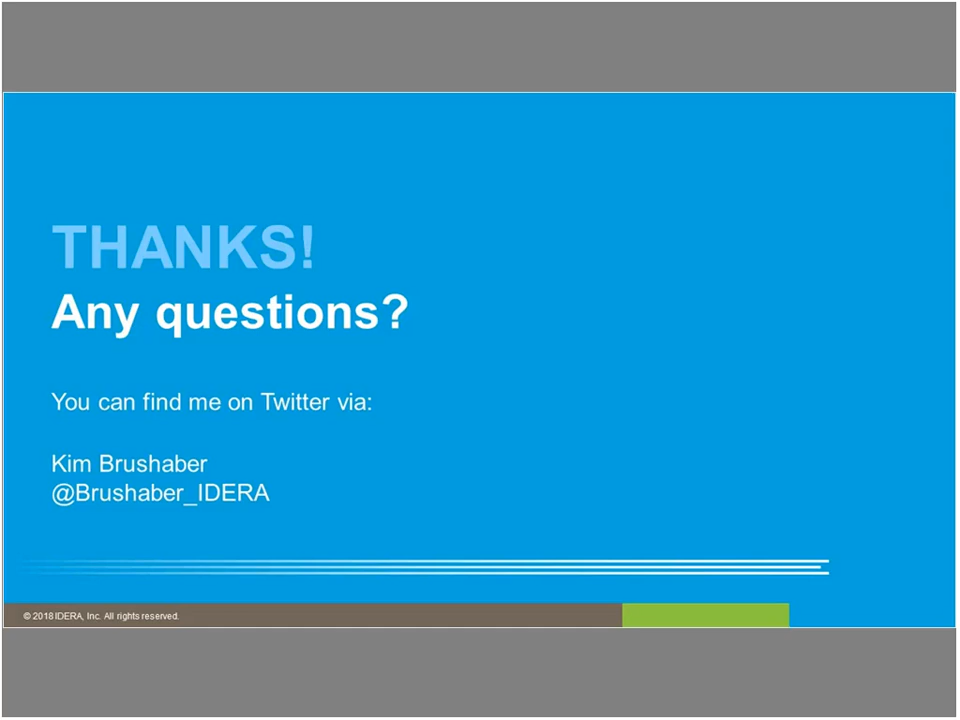 THANKS!
Any questions?
You can find me on Twitter via:
Kim Brushaber
@Brushaber_IDERA
© 2018 IDERA, Inc. All rights reserved.